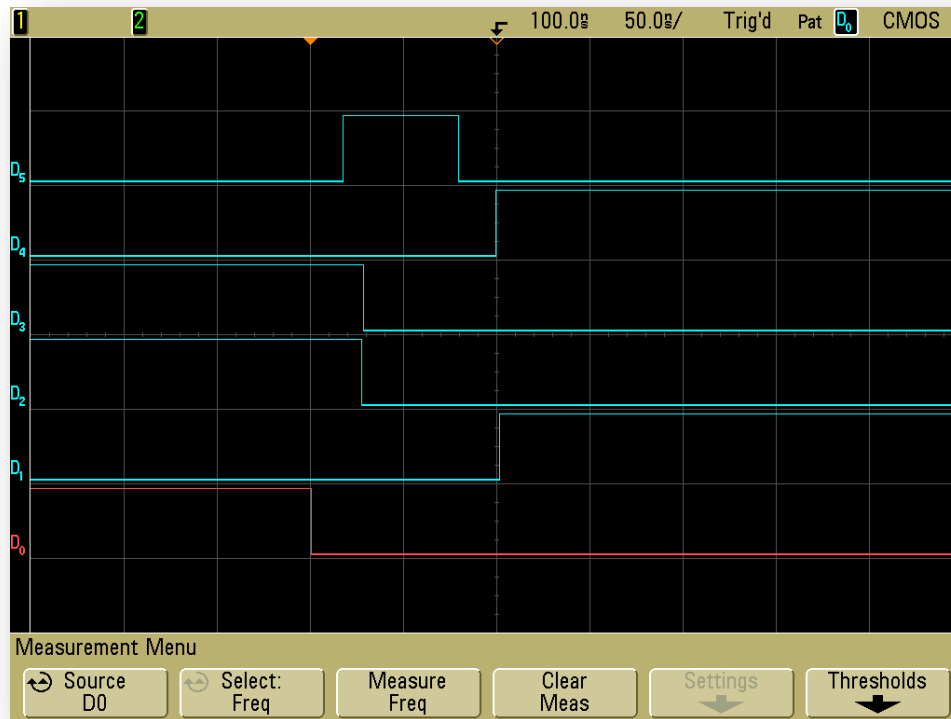 1 2 100.0ns 50.0ns/ Trig'd Pat D0 CMOS
D5
D4
D3
D2
D1
D0
Measurement Menu
Source
D0
Select:
Freq
Measure
Freq
Clear
Meas
Settings
Thresholds